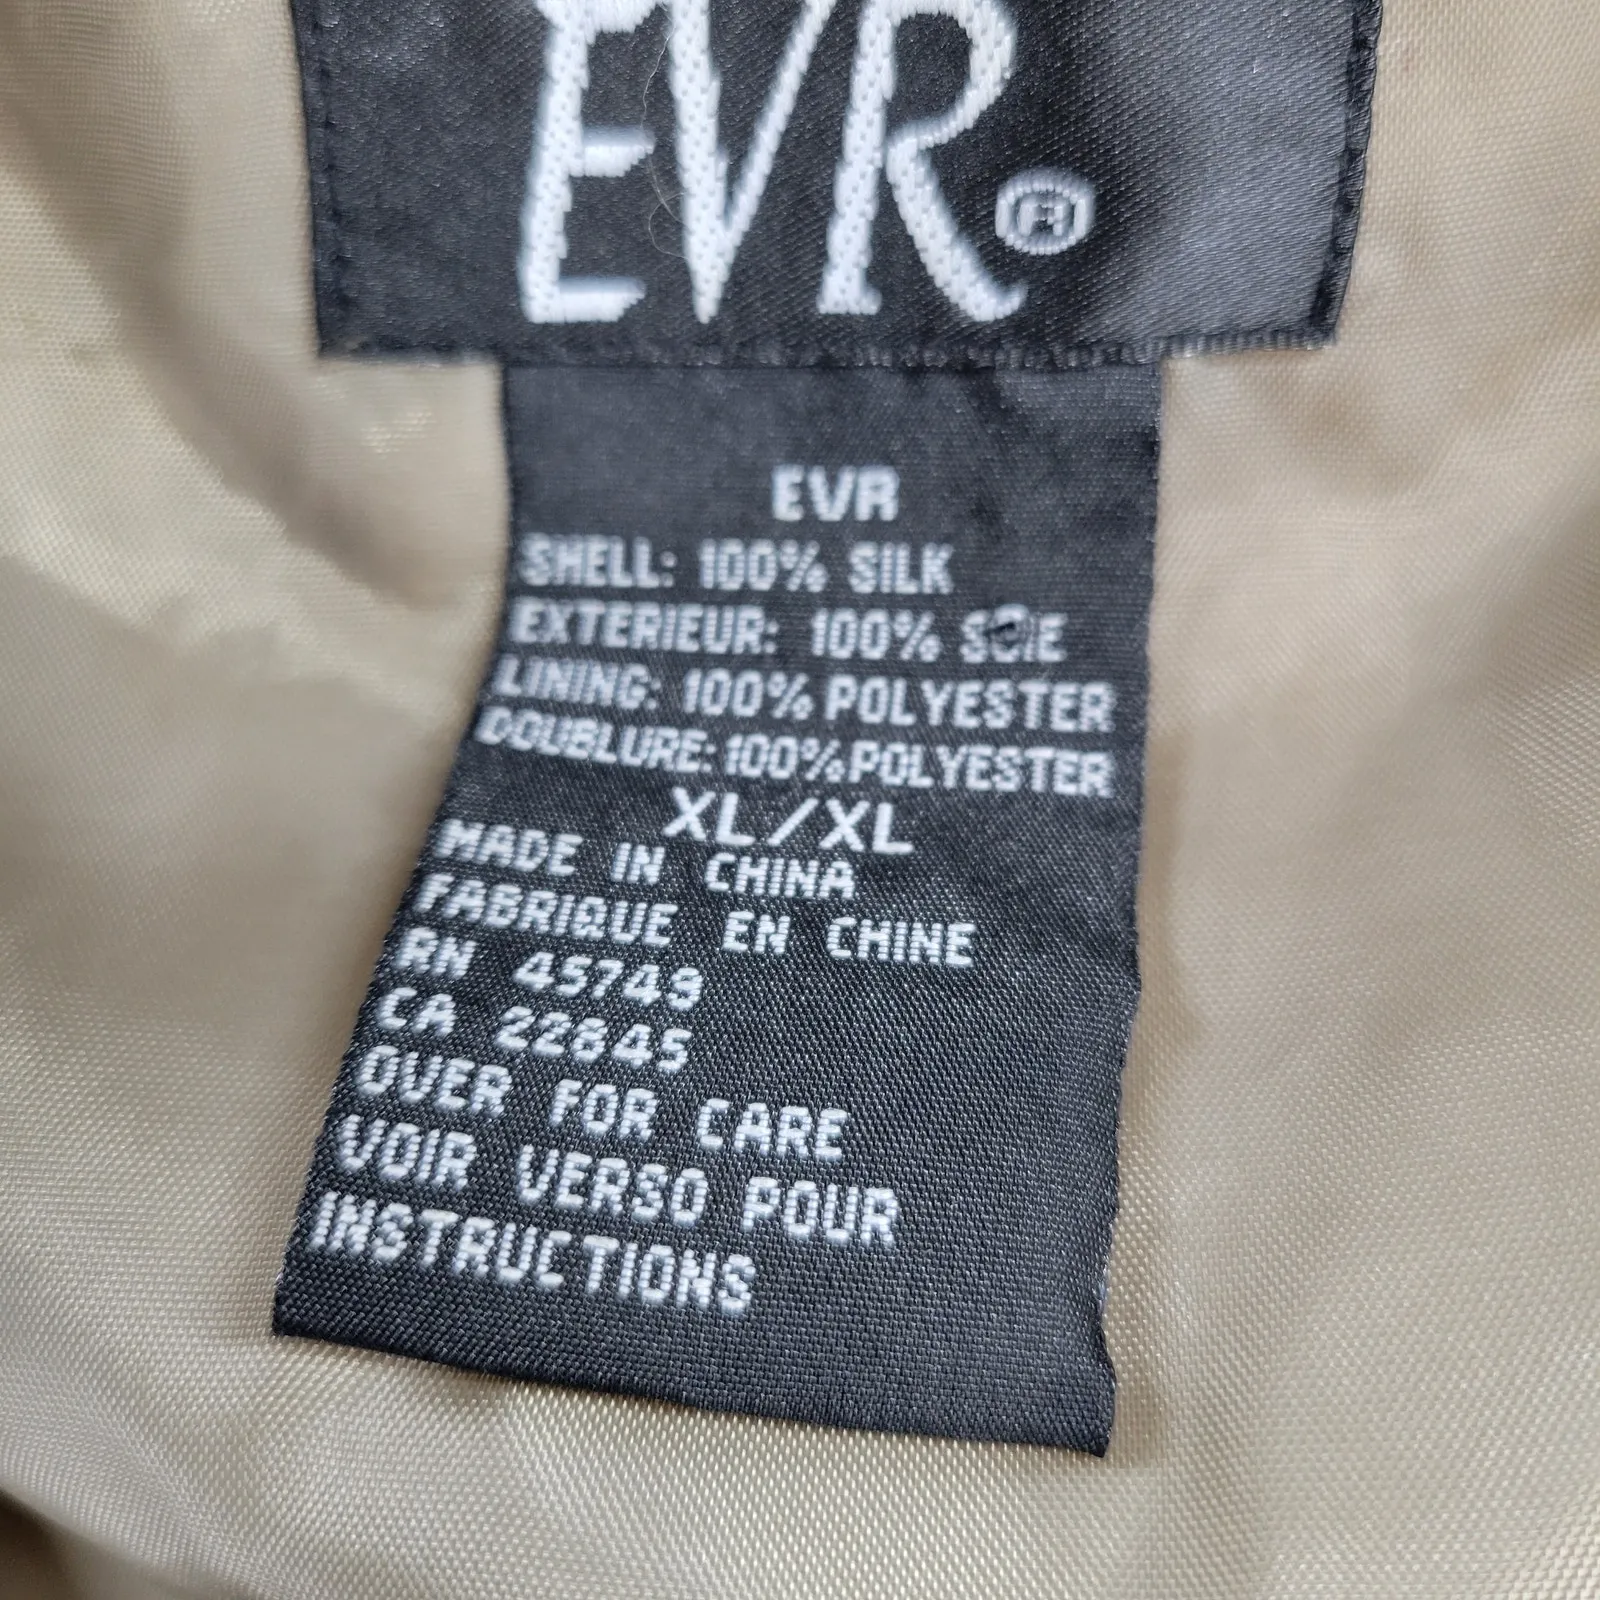 EVR®
EVR
SHELL: 100% SILK
EXTERIEUR: 100% SOIE
LINING: 100% POLYESTER
DOUBLURE: 100% POLYESTER
XL/XL
MADE IN CHINA
FABRIQUE EN CHINE
RN 45749
CA 22845
OVER FOR CARE
VOIR VERSO POUR
INSTRUCTIONS